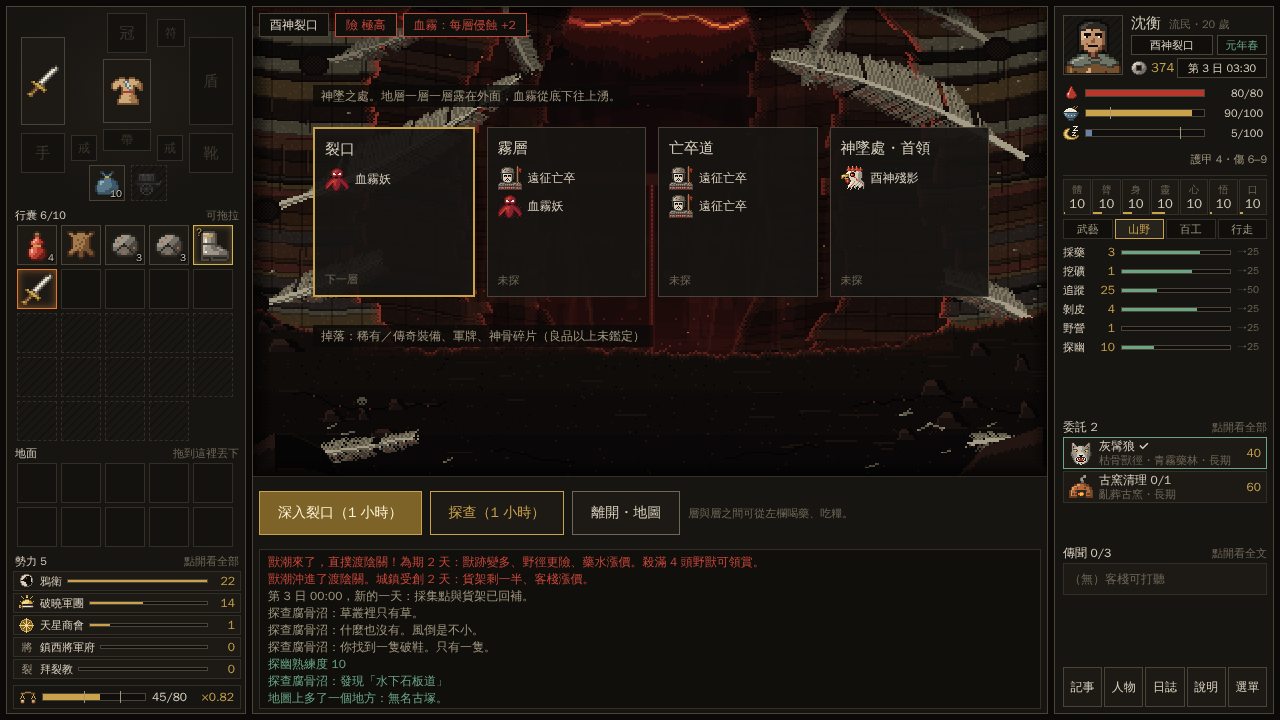 冠
符
盾
手
戒
帶
戒
靴
10
行囊 6/10
可拖拉
4
3
3
?
地面
拖到這裡丟下
勢力 5
點開看全部
鴉衛
22
破曉軍團
14
天星商會
1
將
鎮西將軍府
0
裂
拜裂教
0
45/80
×0.82
酉神裂口
險 極高
血霧：每層侵蝕 +2
神墜之處。地層一層一層露在外面，血霧從底下往上湧。
裂口
血霧妖
下一層
霧層
遠征亡卒
血霧妖
未探
亡卒道
遠征亡卒
遠征亡卒
未探
神墜處・首領
酉神殘影
未探
掉落：稀有／傳奇裝備、軍牌、神骨碎片（良品以上未鑑定）
深入裂口（1 小時）
探查（1 小時）
離開・地圖
層與層之間可從左欄喝藥、吃糧。
獸潮來了，直撲渡陰關！為期 2 天：獸跡變多、野徑更險、藥水漲價。殺滿 4 頭野獸可領賞。
獸潮沖進了渡陰關。城鎮受創 2 天：貨架剩一半、客棧漲價。
第 3 日 00:00，新的一天：採集點與貨架已回補。
探查腐骨沼：草叢裡只有草。
探查腐骨沼：什麼也沒有。風倒是不小。
探查腐骨沼：你找到一隻破鞋。只有一隻。
探幽熟練度 10
探查腐骨沼：發現「水下石板道」
地圖上多了一個地方：無名古塚。
沈衡
流民・20 歲
酉神裂口
元年春
374
第 3 日 03:30
80/80
90/100
5/100
護甲 4・傷 6–9
體
臂
身
靈
心
悟
口
10
10
10
10
10
10
10
武藝
山野
百工
行走
採藥
3
→25
挖礦
1
→25
追蹤
25
→50
剝皮
4
→25
野營
1
→25
探幽
10
→25
委託 2
點開看全部
灰髯狼 ✓
枯骨獸徑・青霧藥林・長期
40
古窯清理 0/1
亂葬古窯・長期
60
傳聞 0/3
點開看全文
（無）客棧可打聽
記事
人物
日誌
說明
選單